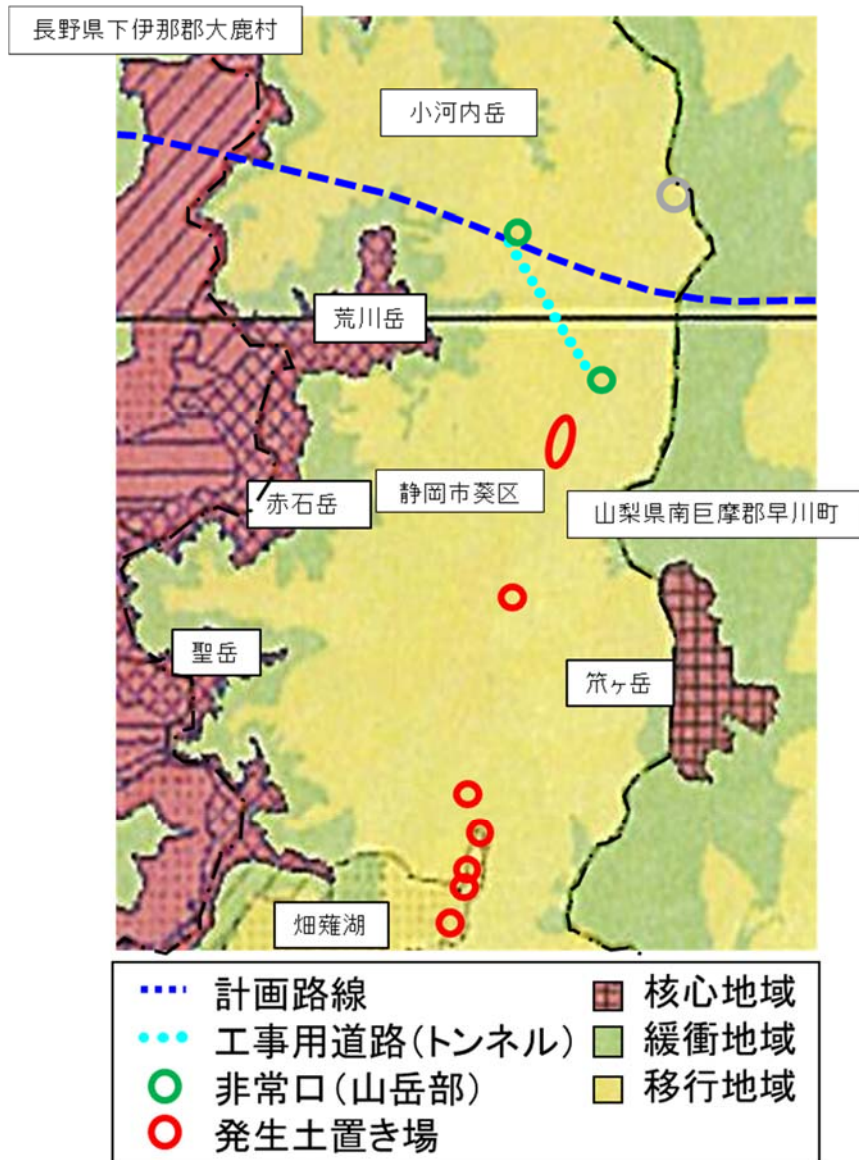 長野県下伊那郡大鹿村
小河内岳
荒川岳
赤石岳
静岡市葵区
山梨県南巨摩郡早川町
聖岳
笊ヶ岳
畑薙湖
計画路線
工事用道路(トンネル)
非常口(山岳部)
発生土置き場
核心地域
緩衝地域
移行地域